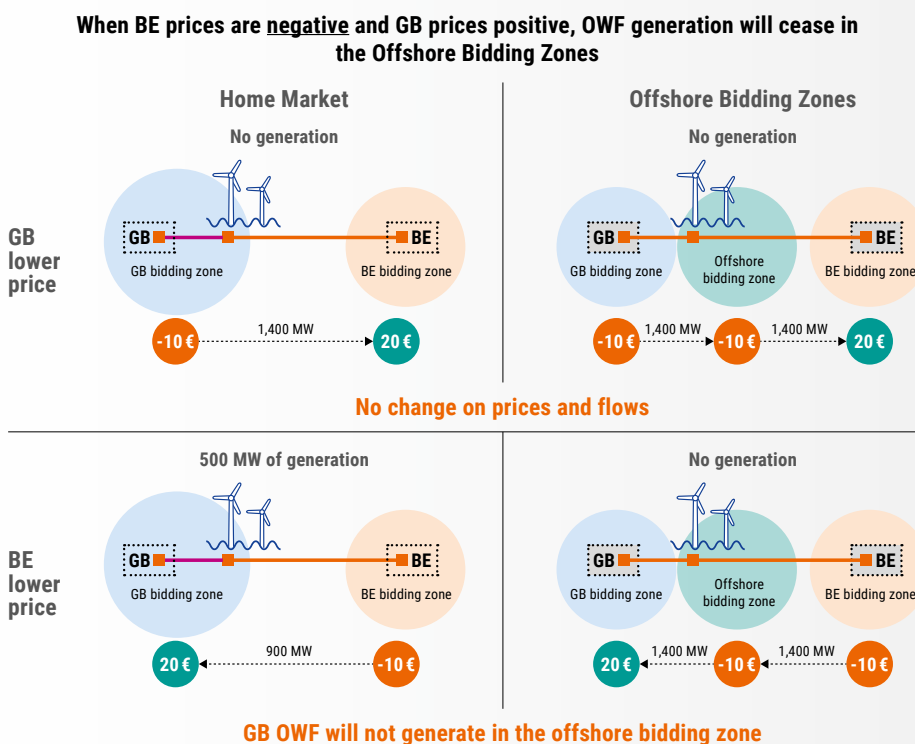 When BE prices are negative and GB prices positive, OWF generation will cease in
the Offshore Bidding Zones
Home Market
Offshore Bidding Zones
No generation
No generation
GB
lower
price
GB
BE
GB bidding zone
BE bidding zone
GB
BE
GB bidding zone
Offshore
bidding zone
BE bidding zone
-10 €
1,400 MW
20 €
-10 €
1,400 MW
-10 €
1,400 MW
20 €
No change on prices and flows
500 MW of generation
No generation
BE
lower
price
GB
BE
GB bidding zone
BE bidding zone
GB
BE
GB bidding zone
Offshore
bidding zone
BE bidding zone
20 €
900 MW
-10 €
20 €
1,400 MW
-10 €
1,400 MW
-10 €
GB OWF will not generate in the offshore bidding zone